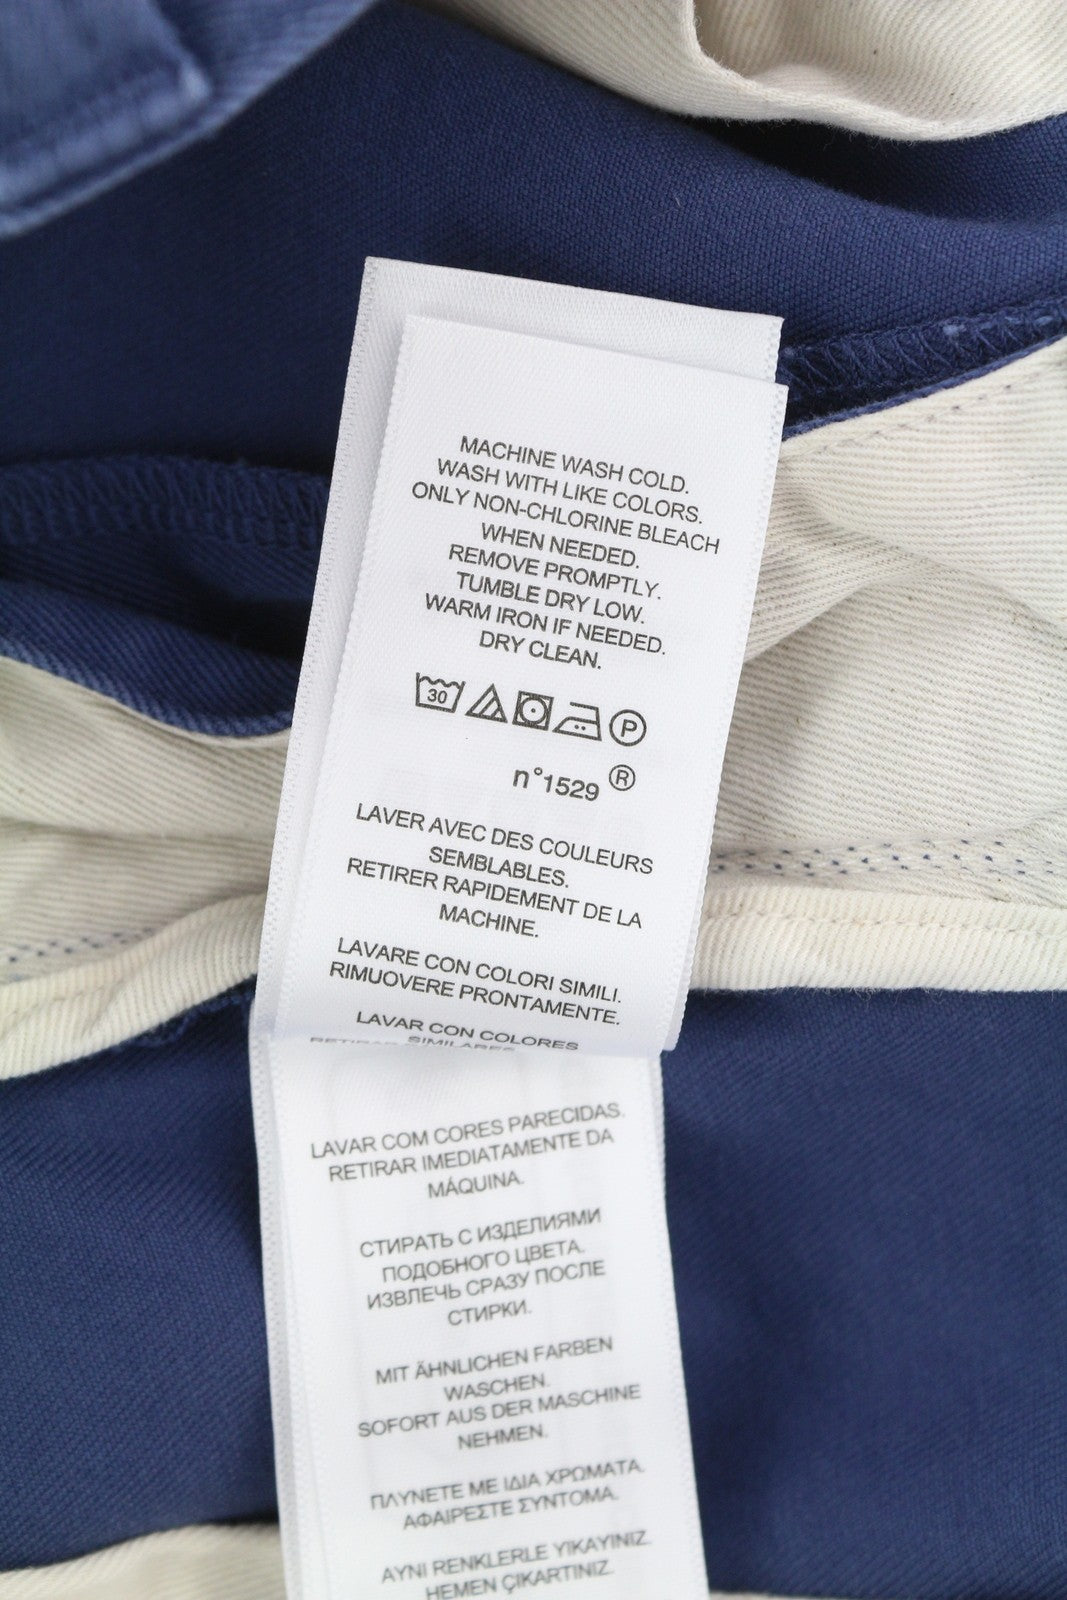 MACHINE WASH COLD.
WASH WITH LIKE COLORS.
ONLY NON-CHLORINE BLEACH
WHEN NEEDED.
REMOVE PROMPTLY.
TUMBLE DRY LOW.
WARM IRON IF NEEDED.
DRY CLEAN.
30 P
n°1529 ®
LAVER AVEC DES COULEURS
SEMBLABLES.
RETIRER RAPIDEMENT DE LA
MACHINE.
LAVARE CON COLORI SIMILI.
RIMUOVERE PRONTAMENTE.
LAVAR CON COLORES
SIMILARES
RETIRAR
LAVAR COM CORES PARECIDAS.
RETIRAR IMEDIATAMENTE DA
MÁQUINA.
СТИРАТЬ С ИЗДЕЛИЯМИ
ПОДОБНОГО ЦВЕТА.
ИЗВЛЕЧЬ СРАЗУ ПОСЛЕ
СТИРКИ.
MIT ÄHNLICHEN FARBEN
WASCHEN.
SOFORT AUS DER MASCHINE
NEHMEN.
ΠΛΥΝΕΤΕ ΜΕ ΙΔΙΑ ΧΡΩΜΑΤΑ.
ΑΦΑΙΡΕΣΤΕ ΣΥΝΤΟΜΑ.
AYNI RENKLERLE YIKAYINIZ.
HEMEN ÇIKARTINIZ.